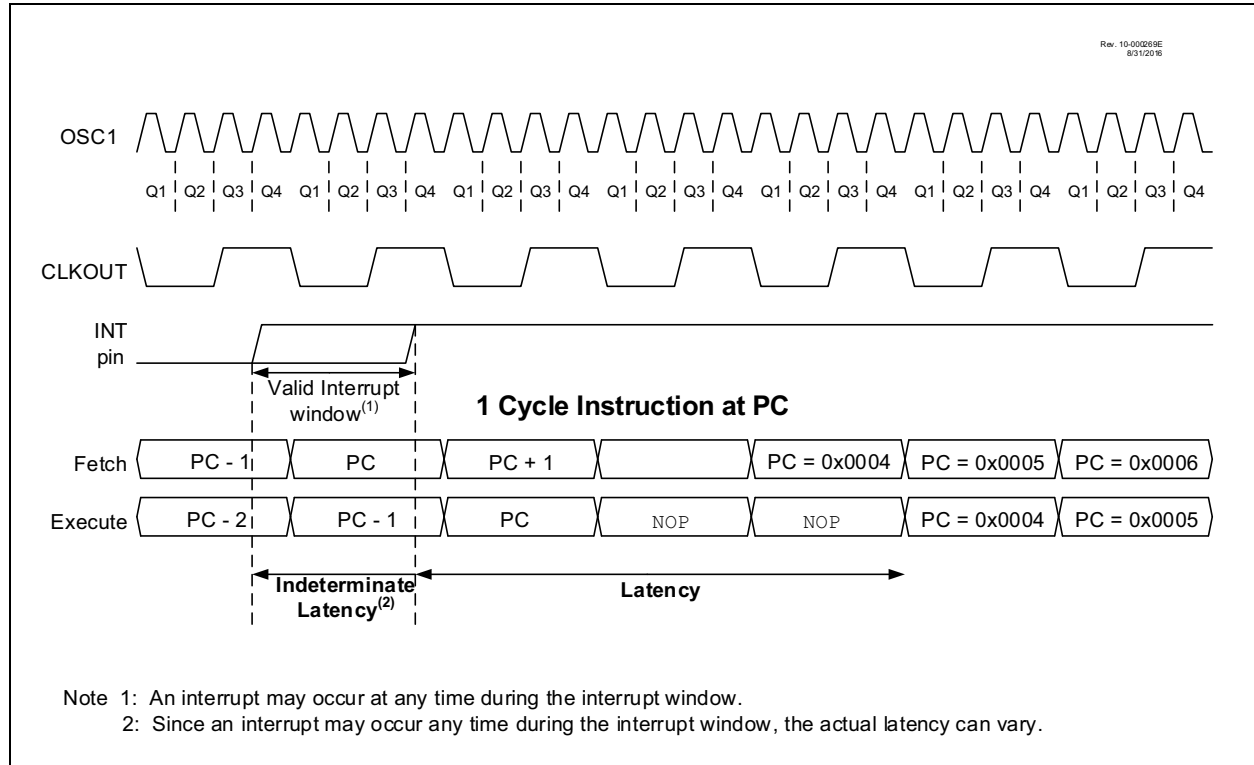 Rev. 10-000269E
8/31/2016
OSC1
Q1 Q2 Q3 Q4 Q1 Q2 Q3 Q4 Q1 Q2 Q3 Q4 Q1 Q2 Q3 Q4 Q1 Q2 Q3 Q4 Q1 Q2 Q3 Q4 Q1 Q2 Q3 Q4
CLKOUT
INT
pin
Valid Interrupt
window(1)
1 Cycle Instruction at PC
Fetch PC - 1 PC PC + 1 PC = 0x0004 PC = 0x0005 PC = 0x0006
Execute PC - 2 PC - 1 PC NOP NOP PC = 0x0004 PC = 0x0005
Indeterminate
Latency(2)
Latency
Note 1: An interrupt may occur at any time during the interrupt window.
2: Since an interrupt may occur any time during the interrupt window, the actual latency can vary.